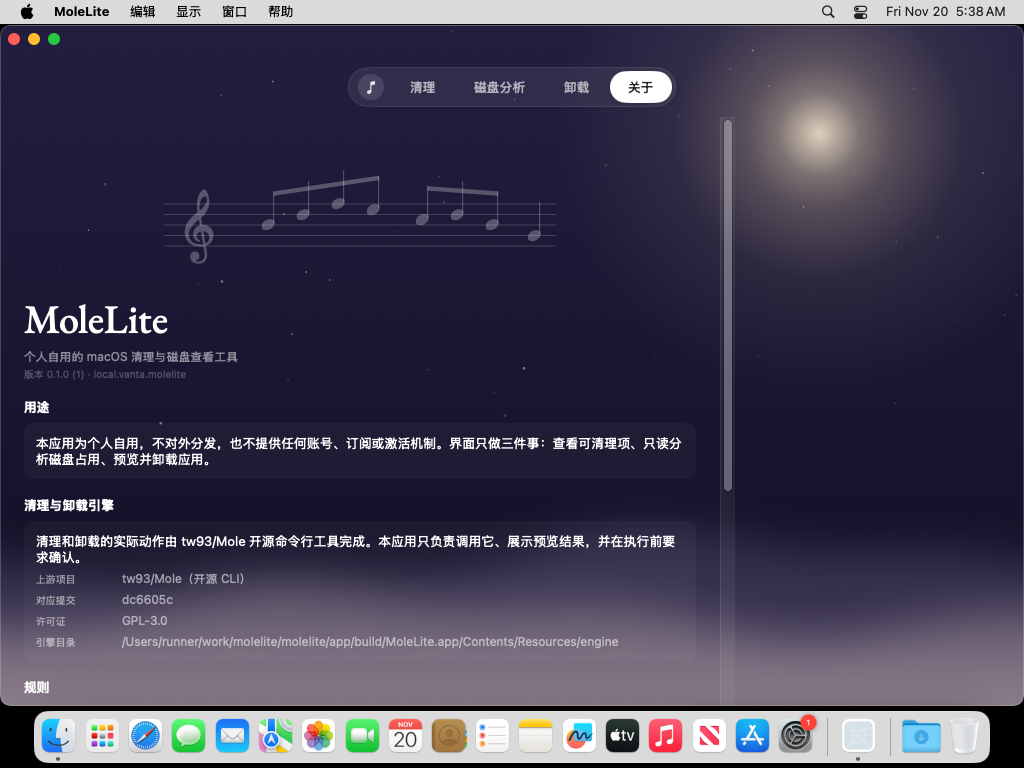 MoleLite 编辑 显示 窗口 帮助 Fri Nov 20 5:38 AM
清理 磁盘分析 卸载 关于
MoleLite
个人自用的 macOS 清理与磁盘查看工具
版本 0.1.0 (1) · local.vanta.molelite
用途
本应用为个人自用，不对外分发，也不提供任何账号、订阅或激活机制。界面只做三件事：查看可清理项、只读分
析磁盘占用、预览并卸载应用。
清理与卸载引擎
清理和卸载的实际动作由 tw93/Mole 开源命令行工具完成。本应用只负责调用它、展示预览结果，并在执行前要
求确认。
上游项目 tw93/Mole（开源 CLI）
对应提交 dc6605c
许可证 GPL-3.0
引擎目录 /Users/runner/work/molelite/molelite/app/build/MoleLite.app/Contents/Resources/engine
规则
NOV
20
tv
1